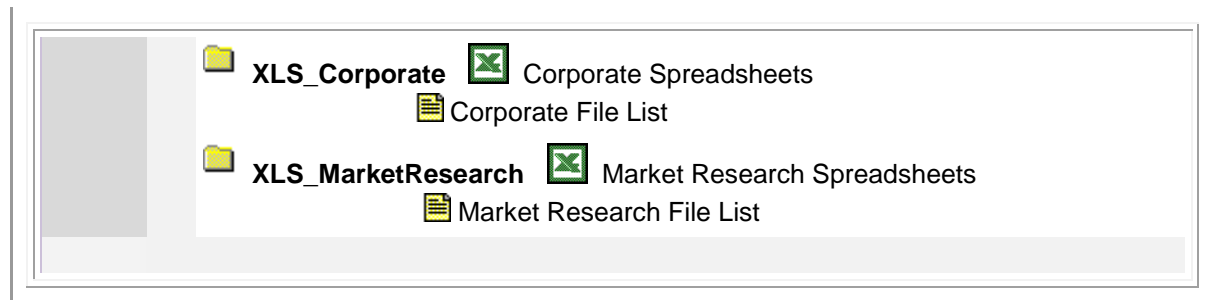 XLS_Corporate Corporate Spreadsheets
Corporate File List
XLS_MarketResearch Market Research Spreadsheets
Market Research File List